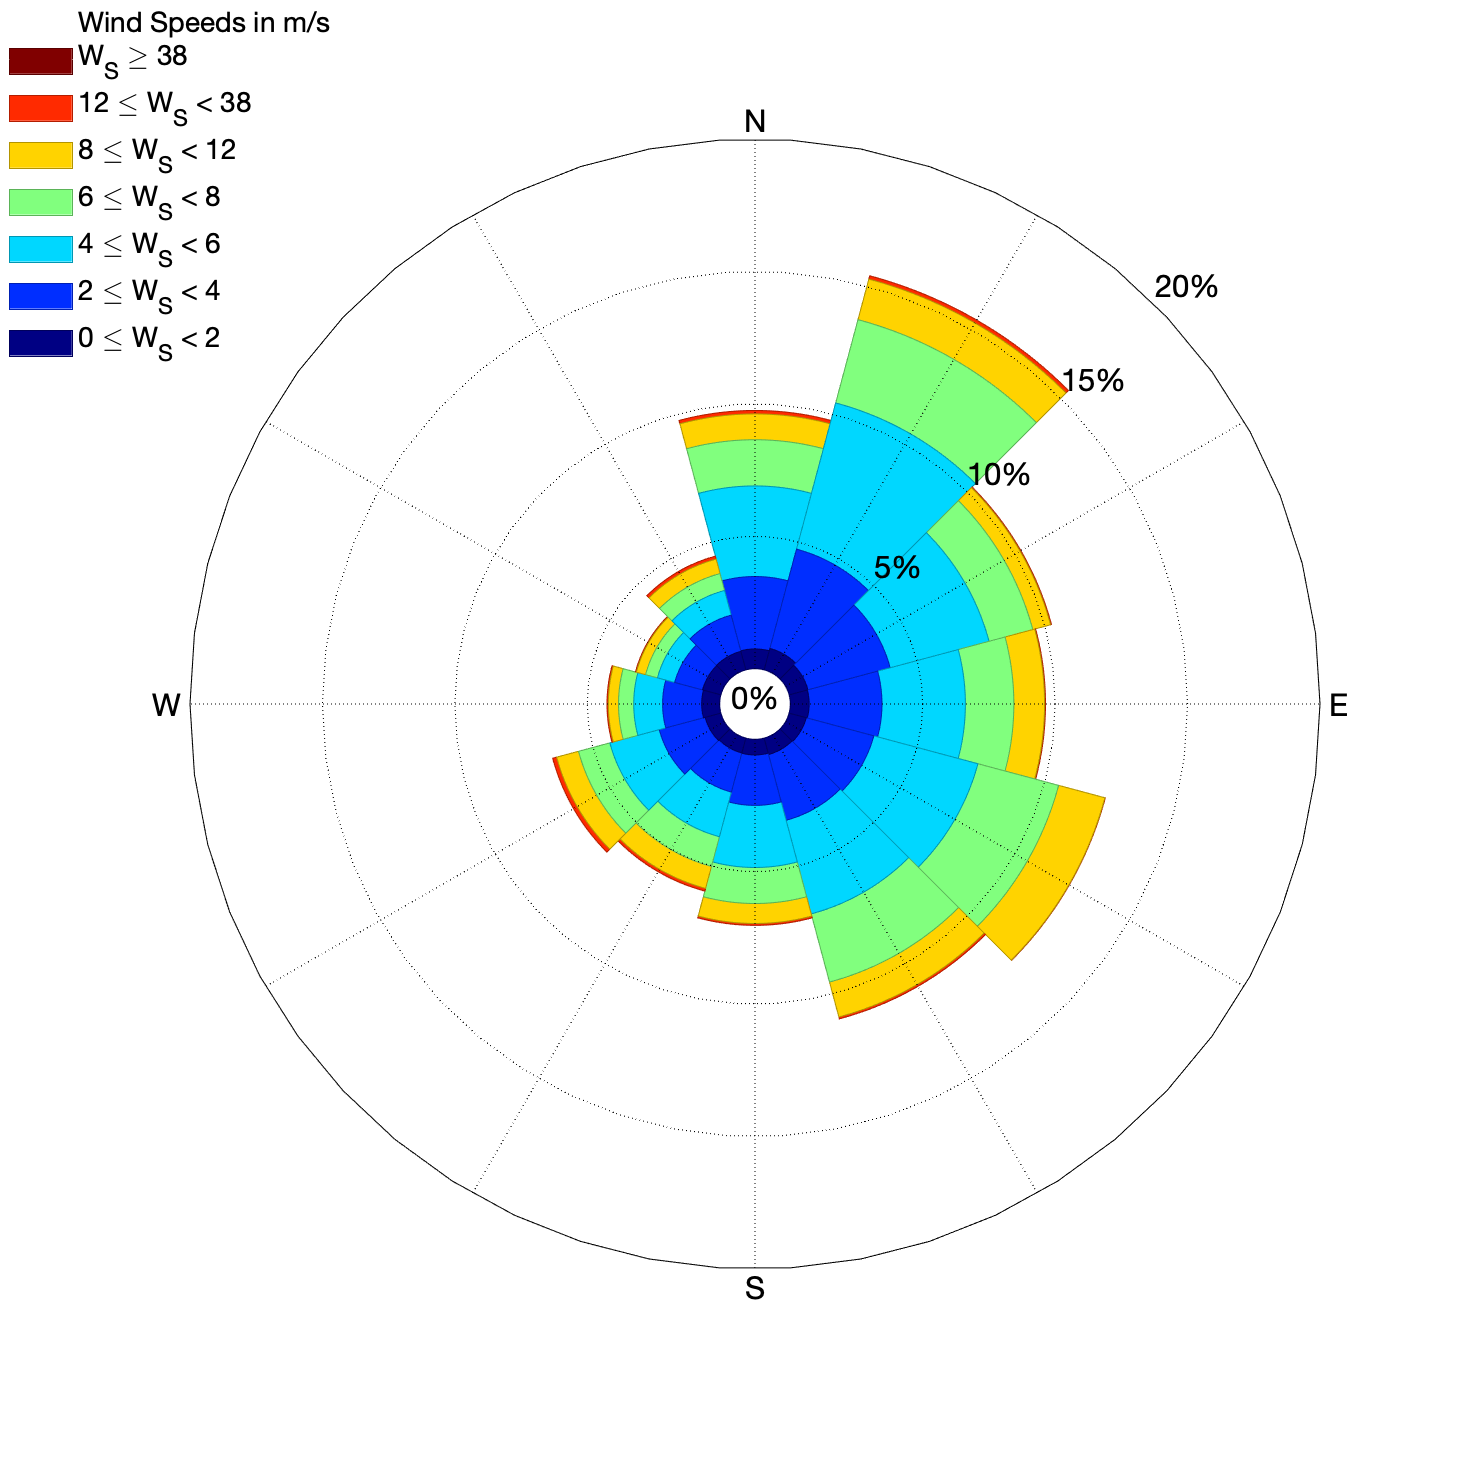 Wind Speeds in m/s
W_S ≥ 38
12 ≤ W_S < 38
8 ≤ W_S < 12
6 ≤ W_S < 8
4 ≤ W_S < 6
2 ≤ W_S < 4
0 ≤ W_S < 2
N
20%
15%
10%
5%
0%
W
E
S